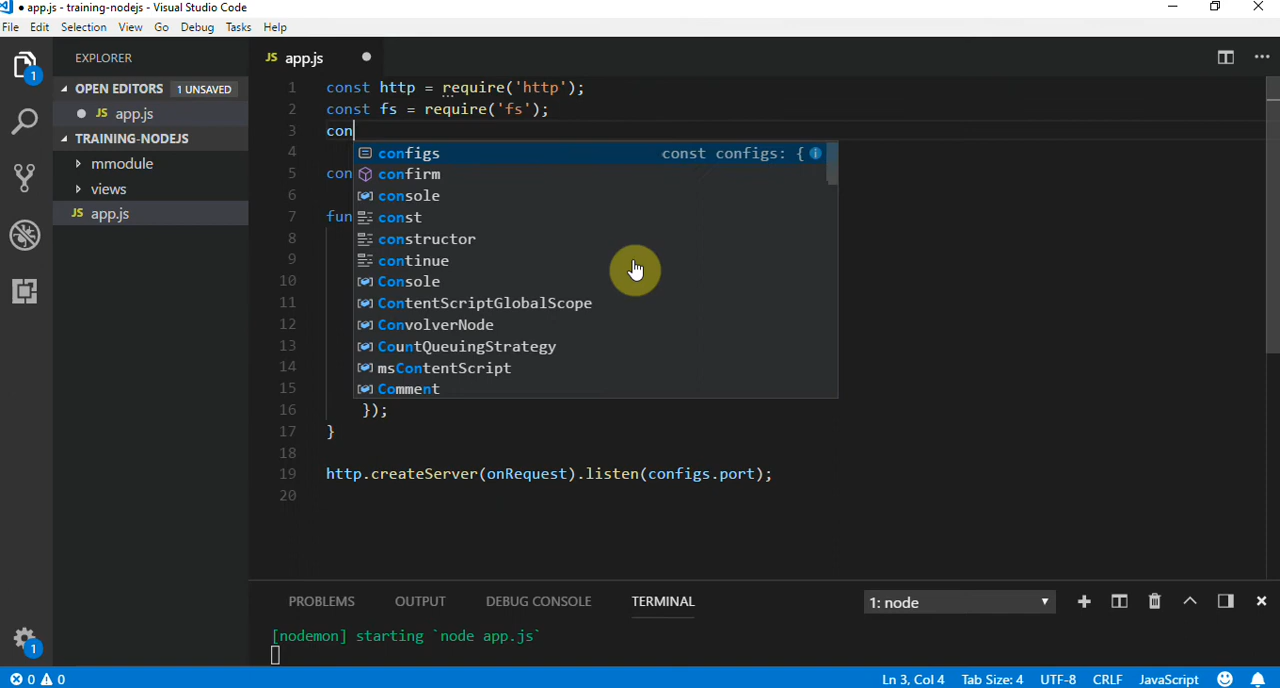 ● app.js - training-nodejs - Visual Studio Code
File Edit Selection View Go Debug Tasks Help
EXPLORER
OPEN EDITORS 1 UNSAVED
● JS app.js
TRAINING-NODEJS
mmodule
views
JS app.js
1
1
JS app.js ●
1 const http = require('http');
2 const fs = require('fs');
3 con
4
5 con
6
7 fun
8
9
10
11
12
13
14
15
16 });
17 }
18
19 http.createServer(onRequest).listen(configs.port);
20
configs const configs: {
confirm
console
const
constructor
continue
Console
ContentScriptGlobalScope
ConvolverNode
CountQueuingStrategy
msContentScript
Comment
PROBLEMS OUTPUT DEBUG CONSOLE TERMINAL 1: node
[nodemon] starting `node app.js`
0 0 Ln 3, Col 4 Tab Size: 4 UTF-8 CRLF JavaScript